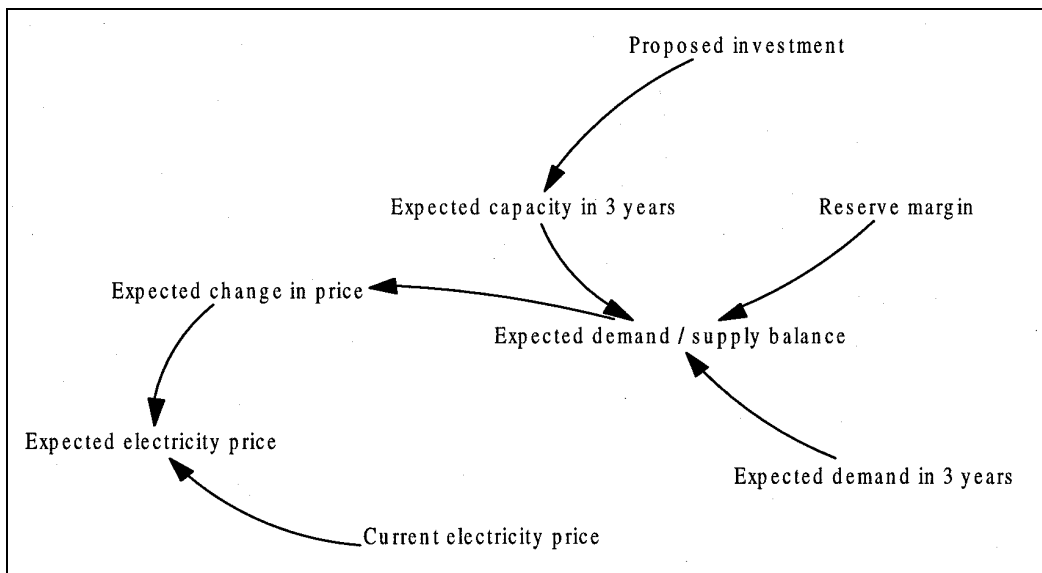 Proposed investment
Expected capacity in 3 years
Reserve margin
Expected change in price
Expected demand / supply balance
Expected electricity price
Expected demand in 3 years
Current electricity price